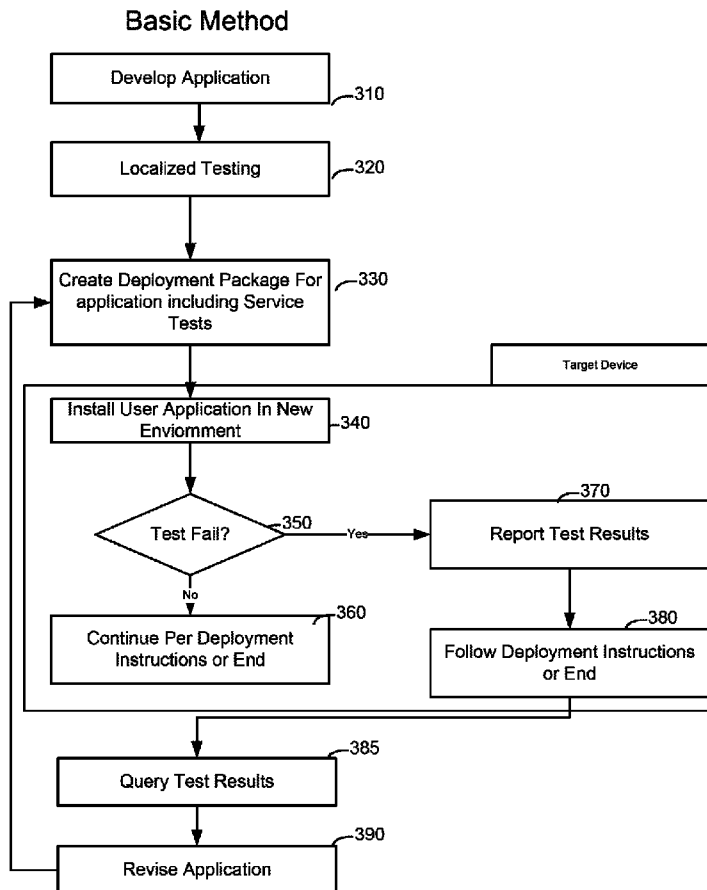 Basic Method
Develop Application
310
Localized Testing
320
Create Deployment Package For
application including Service
Tests
330
Target Device
Install User Application In New
Enviornment
340
Test Fail?
350
Yes
370
Report Test Results
No
360
Continue Per Deployment
Instructions or End
380
Follow Deployment Instructions
or End
385
Query Test Results
390
Revise Application